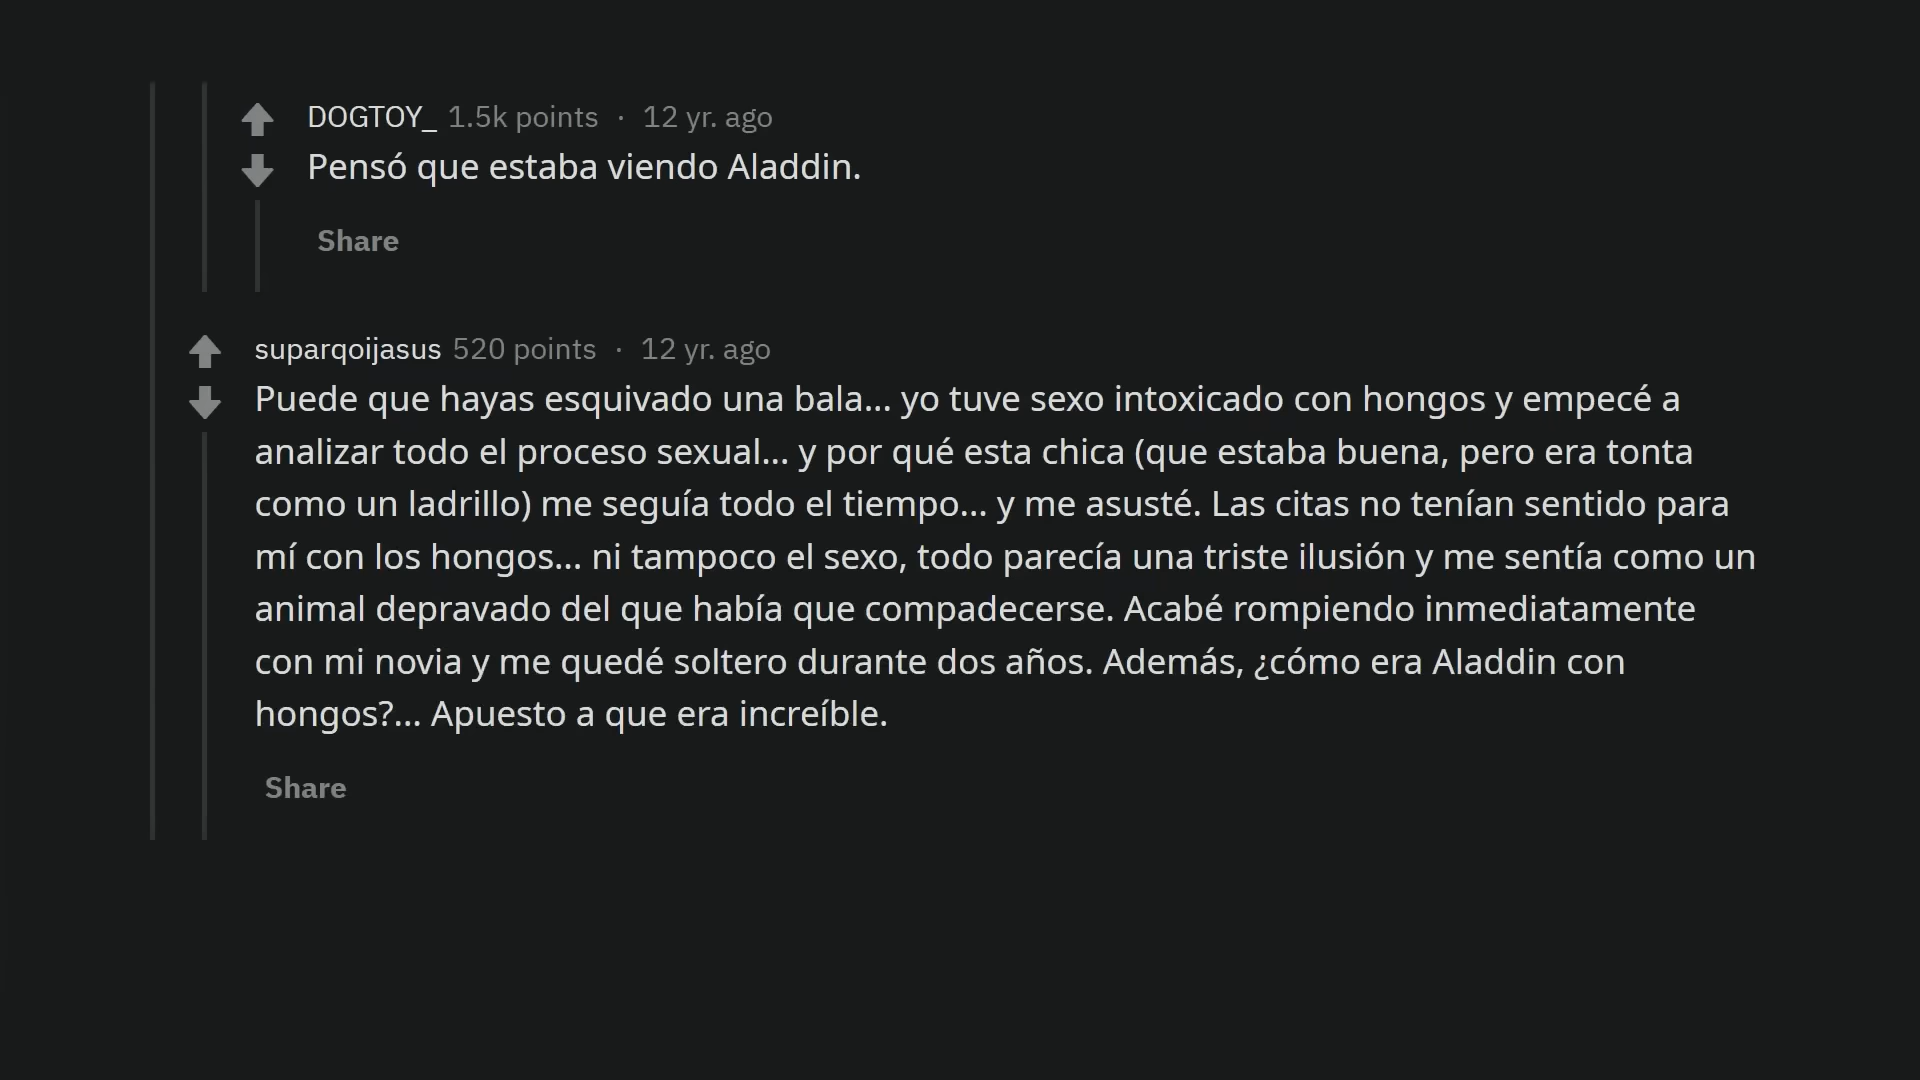 DOGTOY_ 1.5k points · 12 yr. ago
Pensó que estaba viendo Aladdin.
Share
suparqoijasus 520 points · 12 yr. ago
Puede que hayas esquivado una bala... yo tuve sexo intoxicado con hongos y empecé a
analizar todo el proceso sexual... y por qué esta chica (que estaba buena, pero era tonta
como un ladrillo) me seguía todo el tiempo... y me asusté. Las citas no tenían sentido para
mí con los hongos... ni tampoco el sexo, todo parecía una triste ilusión y me sentía como un
animal depravado del que había que compadecerse. Acabé rompiendo inmediatamente
con mi novia y me quedé soltero durante dos años. Además, ¿cómo era Aladdin con
hongos?... Apuesto a que era increíble.
Share